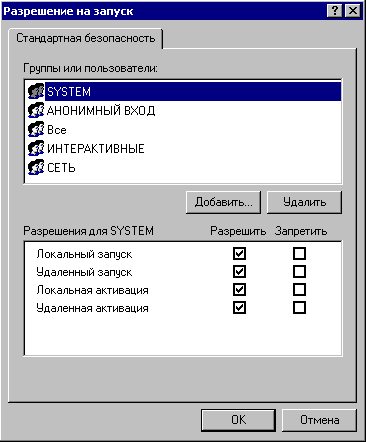 Разрешение на запуск
Стандартная безопасность
Группы или пользователи:
SYSTEM
АНОНИМНЫЙ ВХОД
Все
ИНТЕРАКТИВНЫЕ
СЕТЬ
Добавить... Удалить
Разрешения для SYSTEM Разрешить Запретить
Локальный запуск
Удаленный запуск
Локальная активация
Удаленная активация
OK Отмена